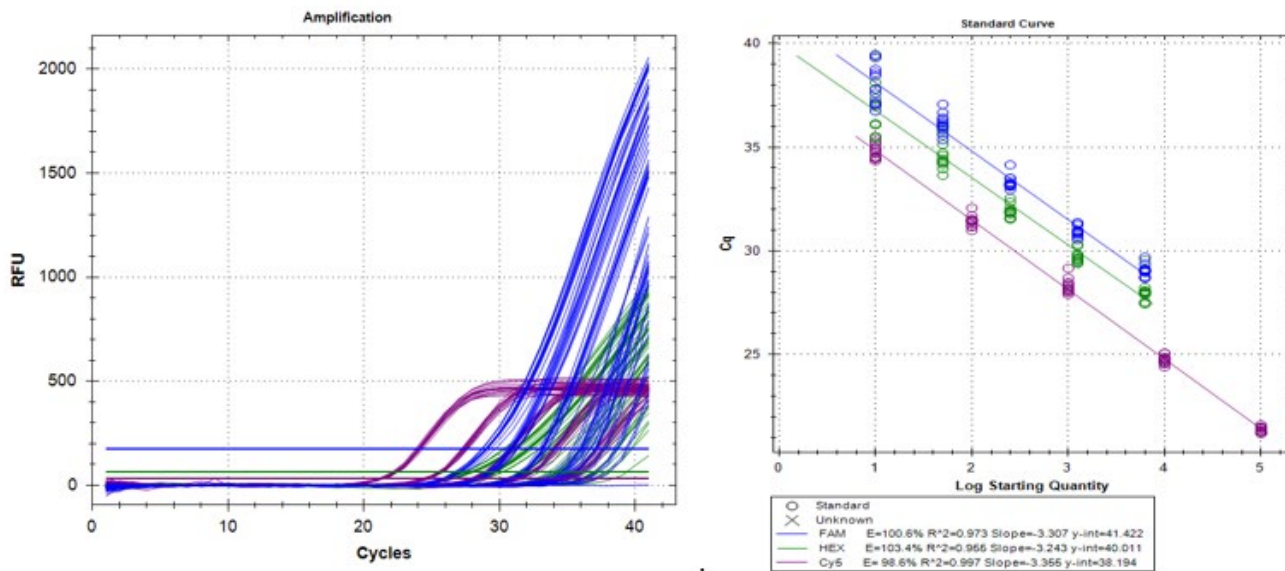 Amplification
2000
1500
1000
500
0
RFU
0
10
20
30
40
Cycles
Standard Curve
40
35
30
25
Cq
0
1
2
3
4
5
Log Starting Quantity
Standard
Unknown
FAM E=100.6% R^2=0.973 Slope=-3.307 y-int=41.422
HEX E=103.4% R^2=0.955 Slope=-3.243 y-int=40.011
Cy5 E= 98.6% R^2=0.997 Slope=-3.355 y-int=38.194